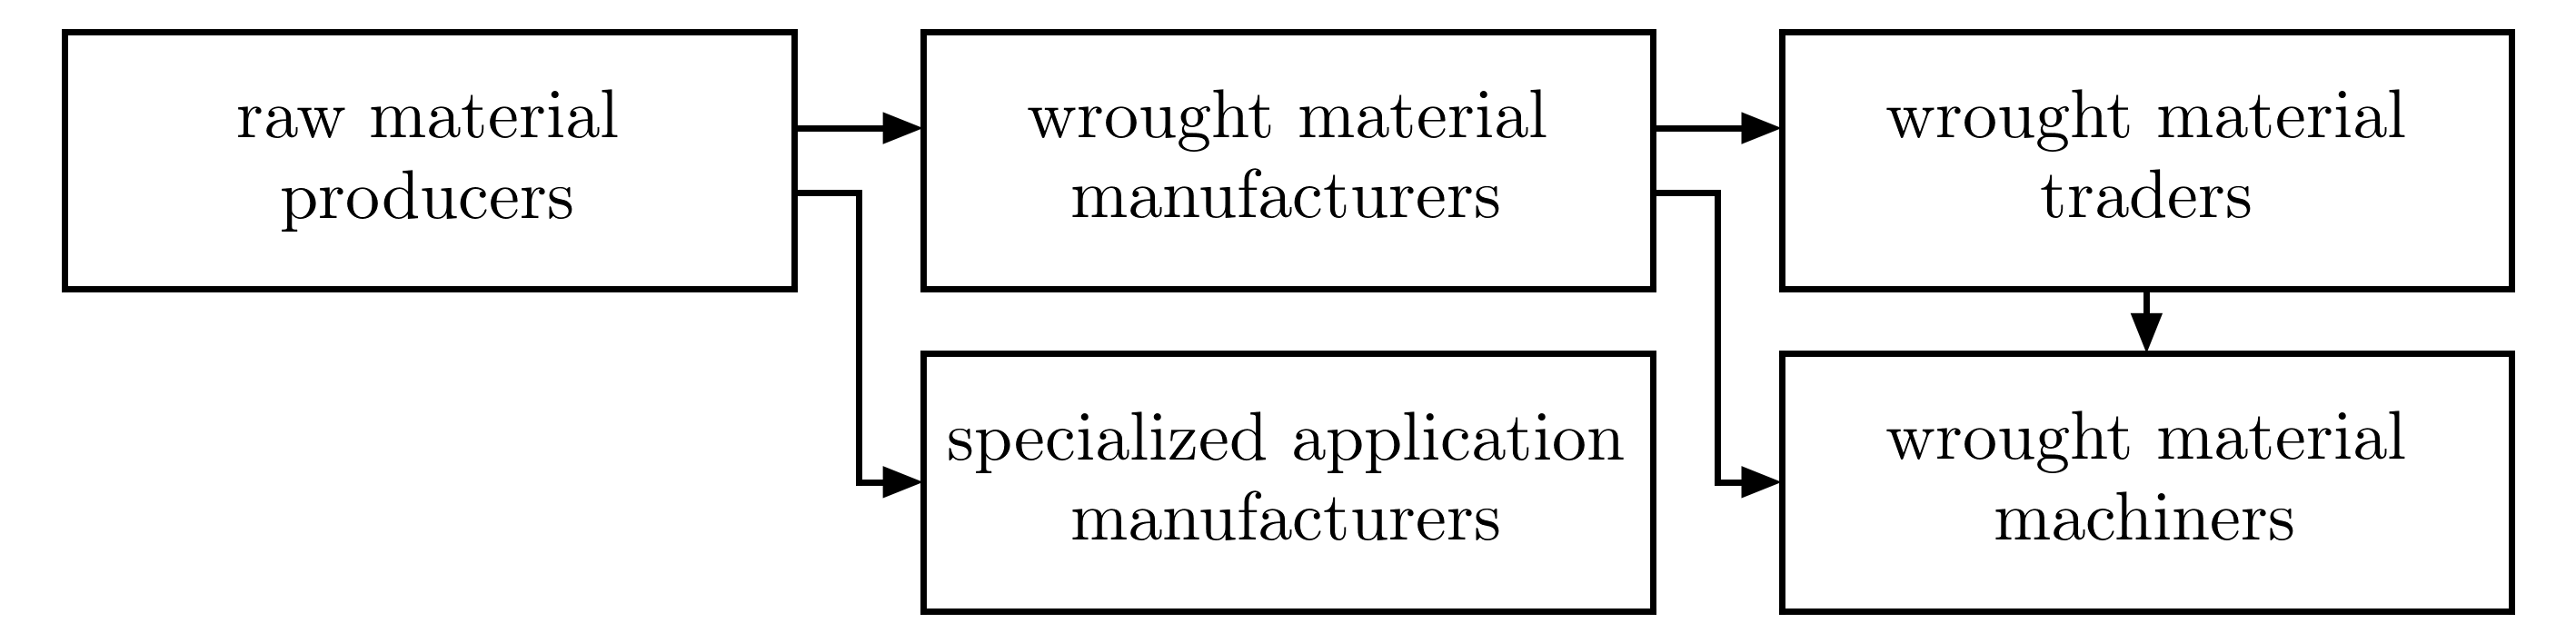 raw material
producers
wrought material
manufacturers
wrought material
traders
specialized application
manufacturers
wrought material
machiners